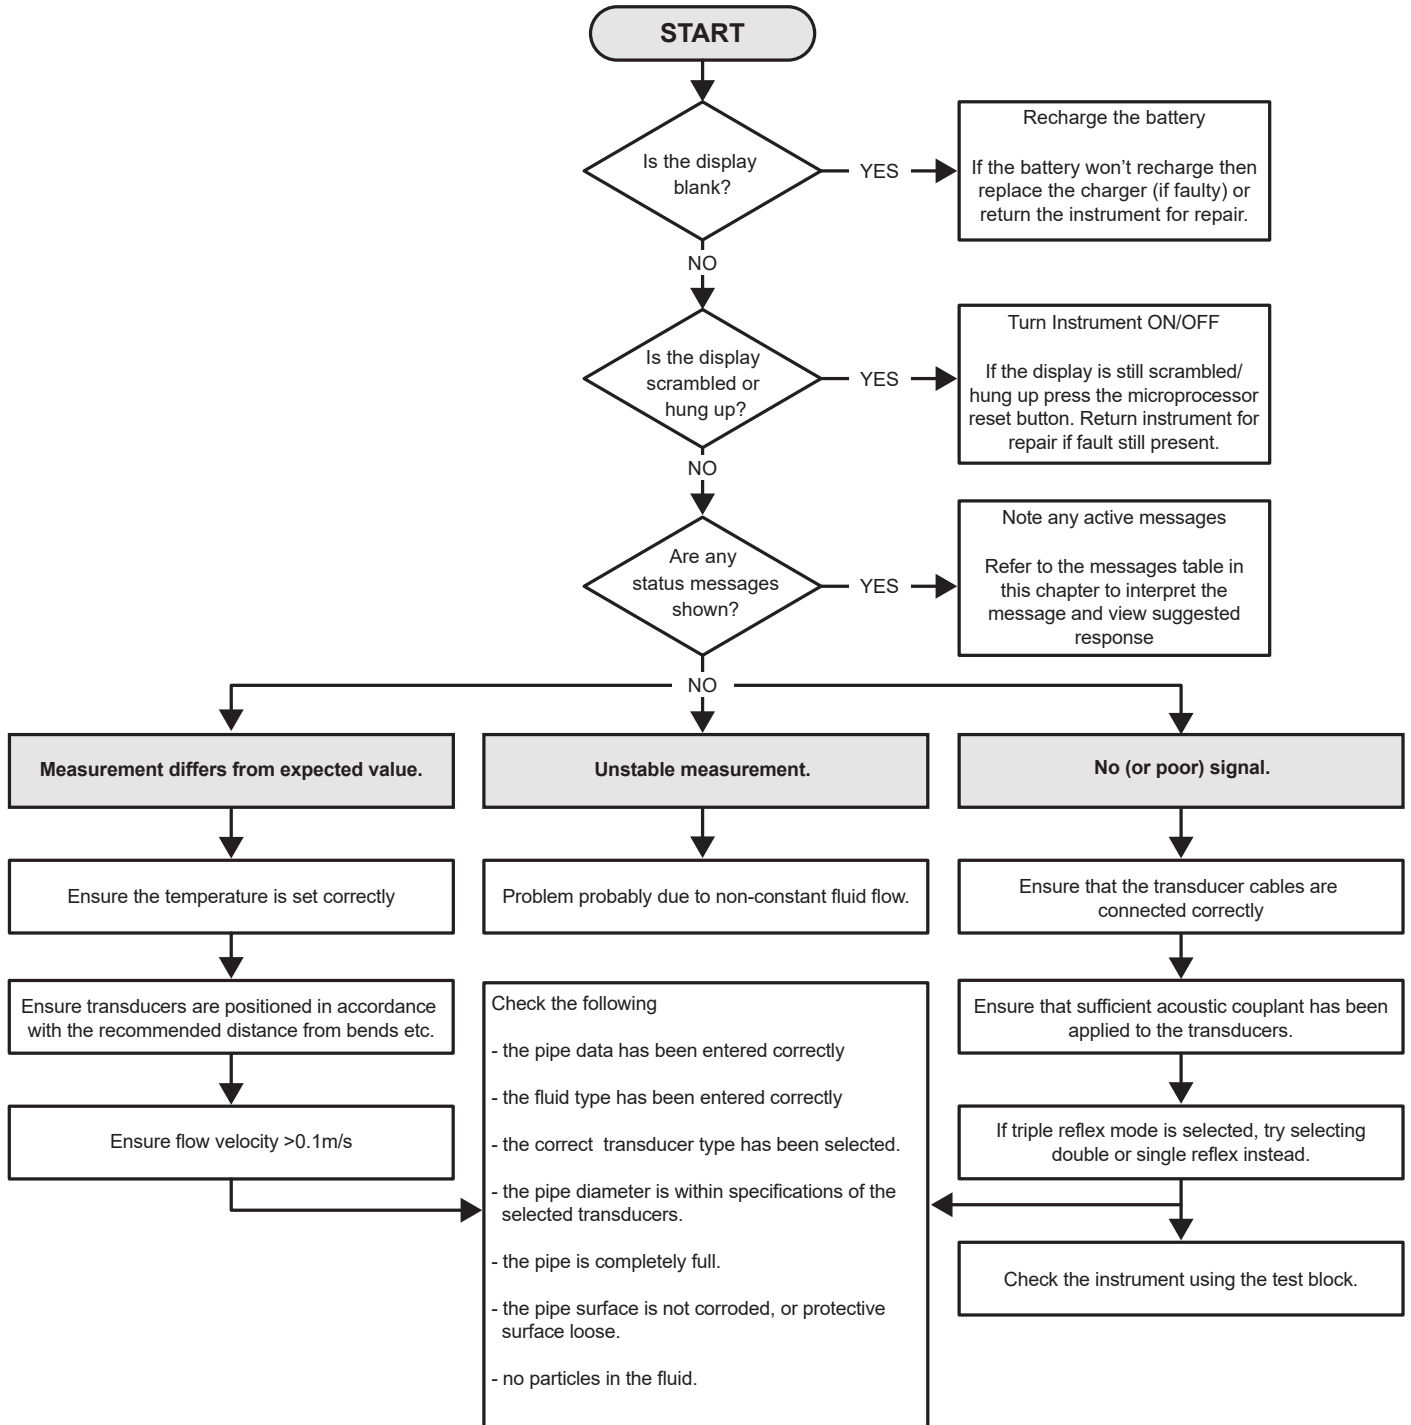 START
Is the display
blank?
YES
Recharge the battery
If the battery won’t recharge then
replace the charger (if faulty) or
return the instrument for repair.
NO
Is the display
scrambled or
hung up?
YES
Turn Instrument ON/OFF
If the display is still scrambled/
hung up press the microprocessor
reset button. Return instrument for
repair if fault still present.
NO
Are any
status messages
shown?
YES
Note any active messages
Refer to the messages table in
this chapter to interpret the
message and view suggested
response
NO
Measurement differs from expected value.
Ensure the temperature is set correctly
Ensure transducers are positioned in accordance
with the recommended distance from bends etc.
Ensure flow velocity >0.1m/s
Unstable measurement.
Problem probably due to non-constant fluid flow.
Check the following
- the pipe data has been entered correctly
- the fluid type has been entered correctly
- the correct  transducer type has been selected.
- the pipe diameter is within specifications of the
selected transducers.
- the pipe is completely full.
- the pipe surface is not corroded, or protective
surface loose.
- no particles in the fluid.
No (or poor) signal.
Ensure that the transducer cables are
connected correctly
Ensure that sufficient acoustic couplant has been
applied to the transducers.
If triple reflex mode is selected, try selecting
double or single reflex instead.
Check the instrument using the test block.